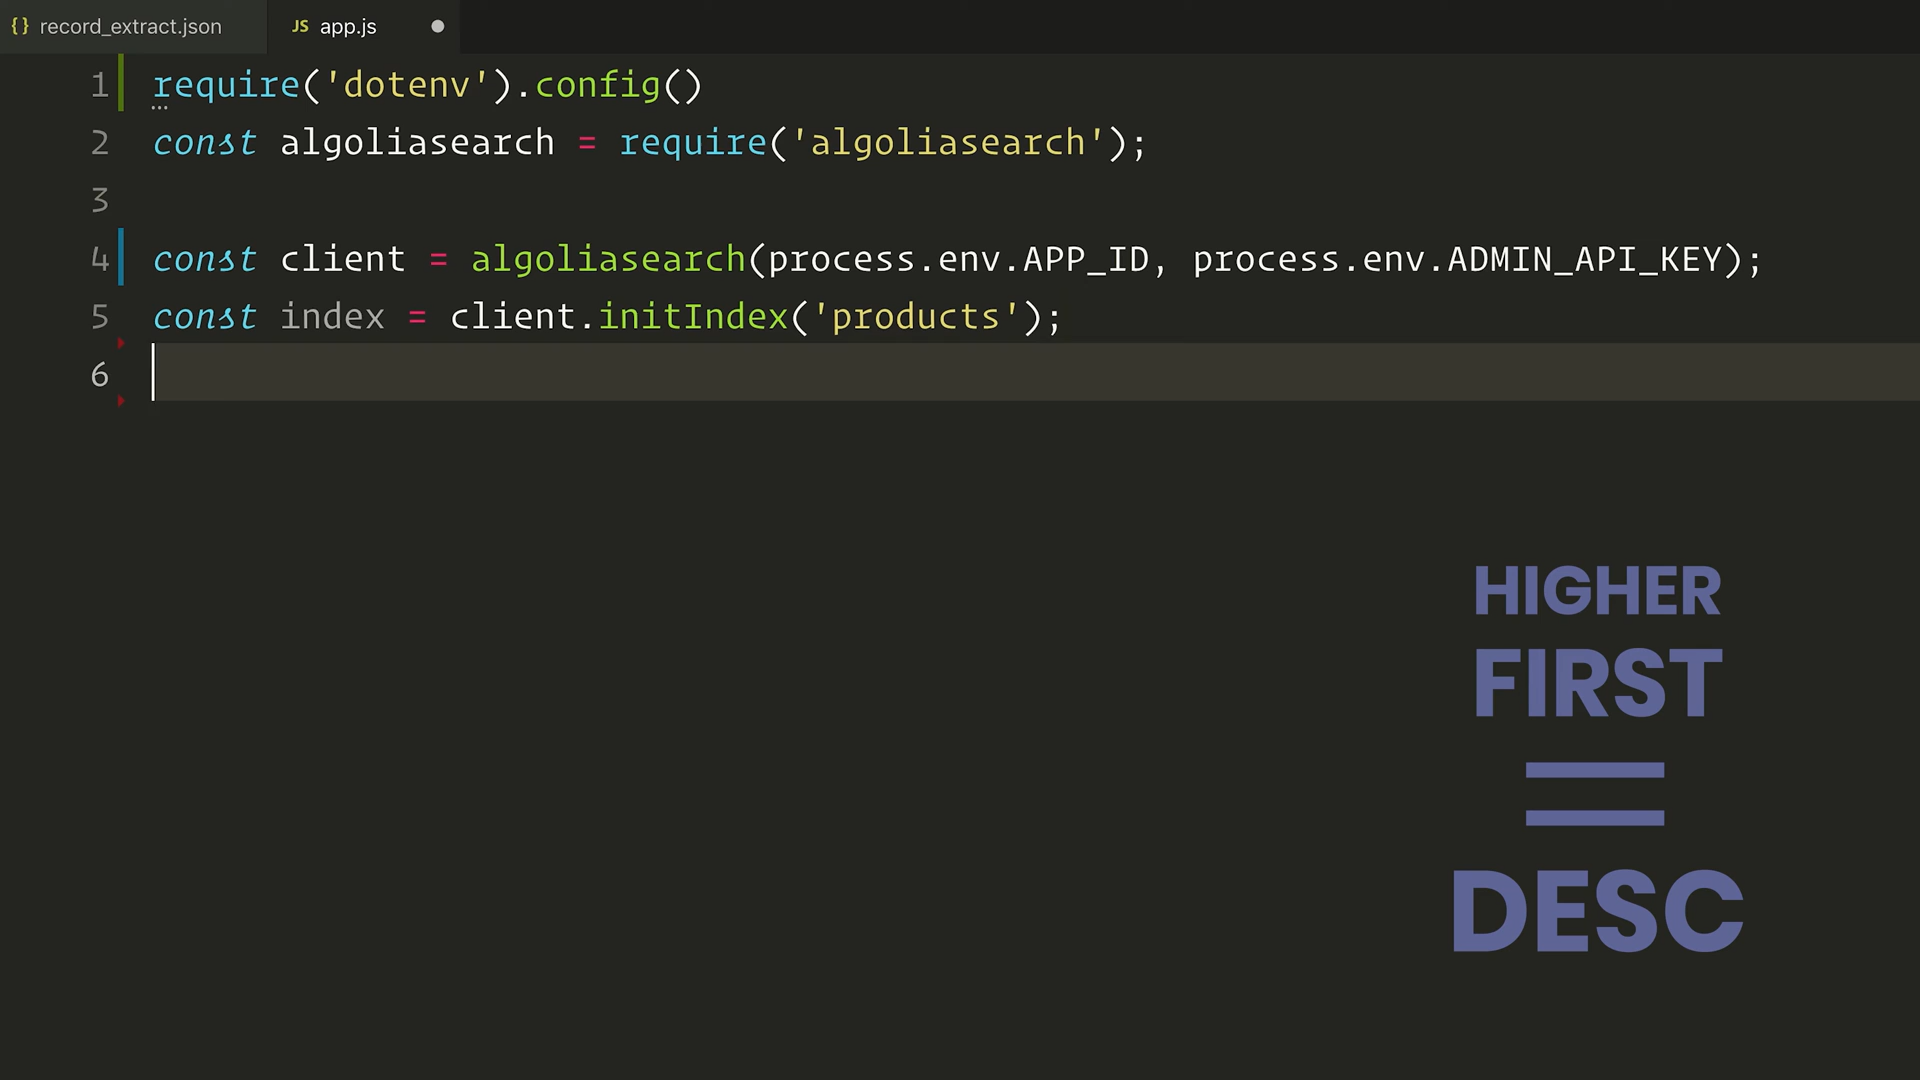 {} record_extract.json JS app.js
1 require('dotenv').config()
2 const algoliasearch = require('algoliasearch');
3
4 const client = algoliasearch(process.env.APP_ID, process.env.ADMIN_API_KEY);
5 const index = client.initIndex('products');
6
HIGHER
FIRST
=
DESC